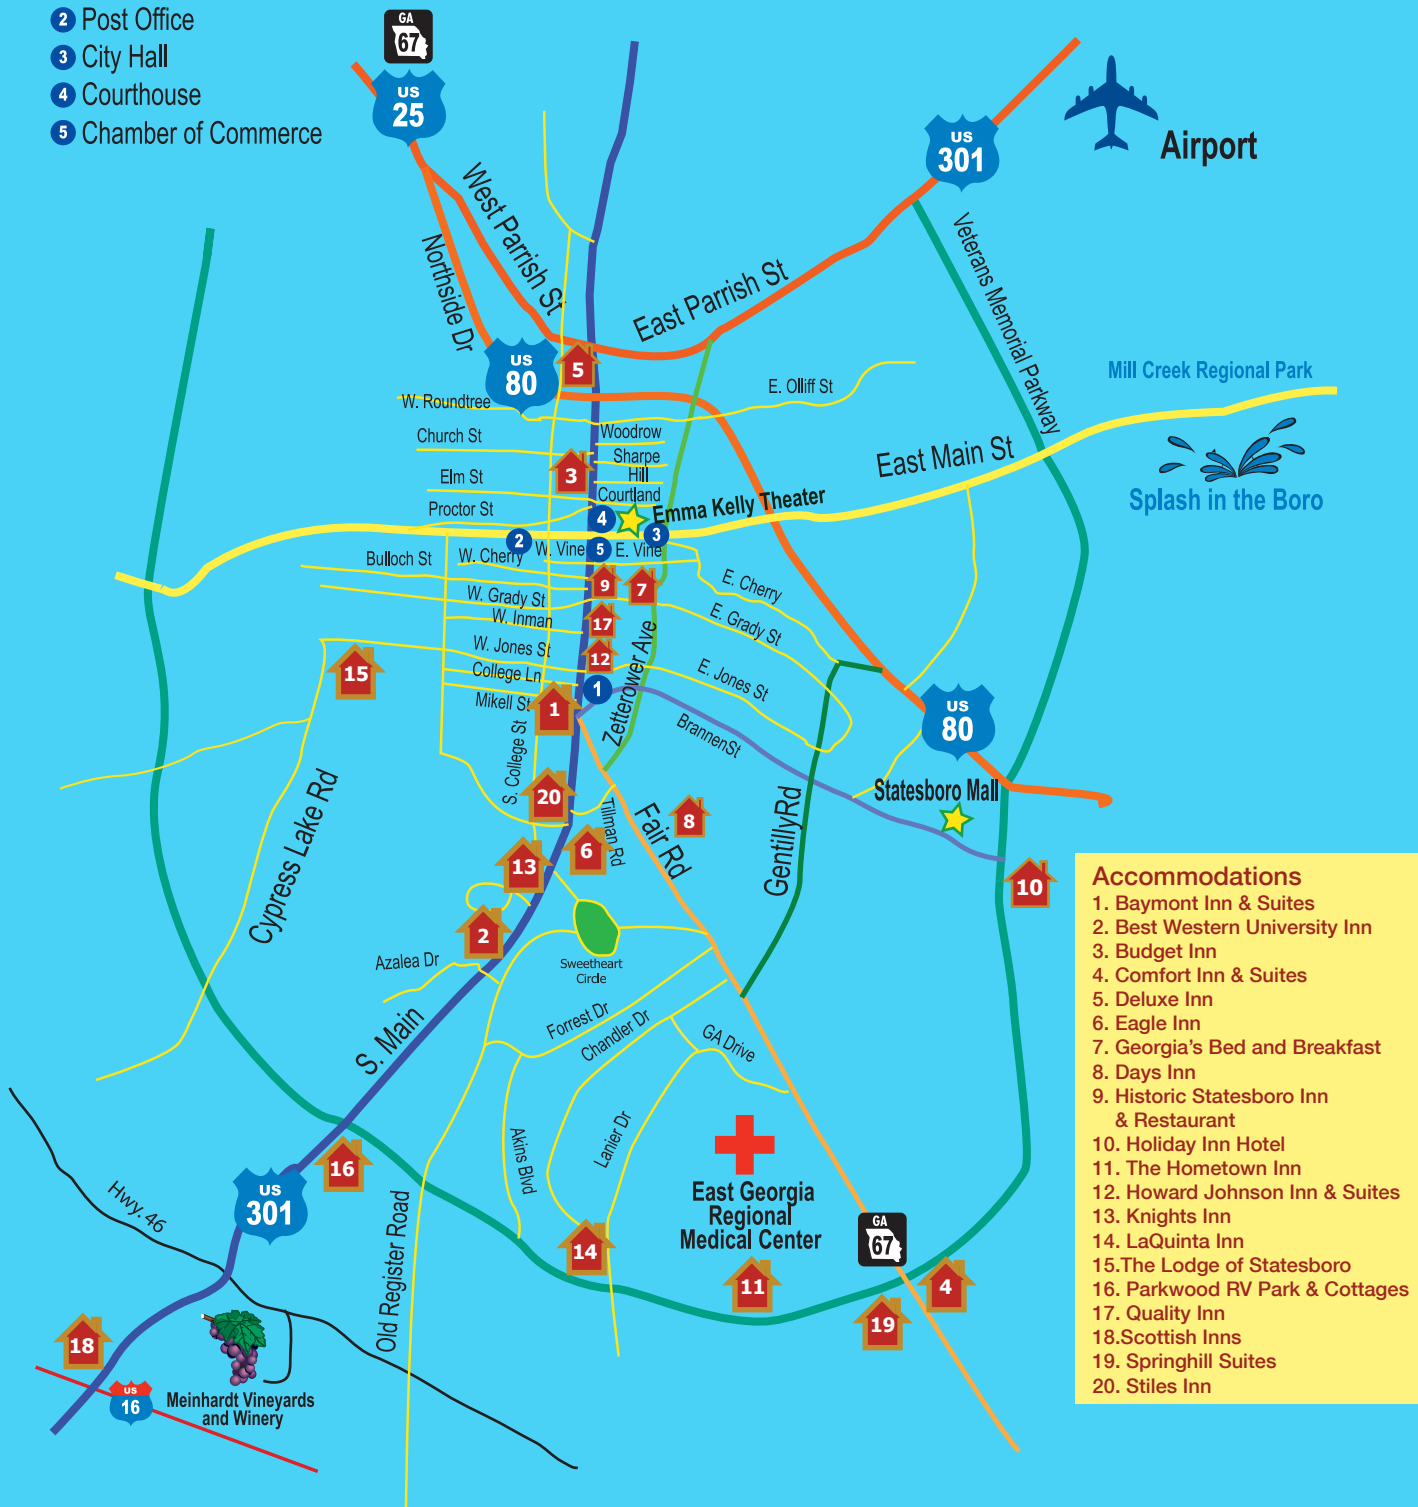 2 Post Office
3 City Hall
4 Courthouse
5 Chamber of Commerce
GA
67
US
25
US
301
Airport
West Parrish St
Northside Dr
East Parrish St
Veterans Memorial Parkway
US
80
5
Mill Creek Regional Park
E. Olliff St
W. Roundtree
Church St
Woodrow
Sharpe
Hill
3
East Main St
Elm St
Courtland
Splash in the Boro
Proctor St
4
Emma Kelly Theater
2
3
W. Vine
5
E. Vine
Bulloch St
W. Cherry
9
7
E. Cherry
W. Grady St
E. Grady St
W. Inman
17
W. Jones St
12
Zetterower Ave
15
College Ln
E. Jones St
1
Mikell St
1
BrannenSt
US
80
S. College St
Cypress Lake Rd
20
Statesboro Mall
Tillman Rd
Fair Rd
8
GentillyRd
6
13
10
2
Azalea Dr
Sweetheart
Circle
Forrest Dr
Chandler Dr
GA Drive
S. Main
Akins Blvd
Lanier Dr
16
Hwy. 46
US
301
East Georgia
Regional
Medical Center
GA
67
Old Register Road
14
11
4
19
18
US
16
Meinhardt Vineyards
and Winery
Accommodations
1. Baymont Inn & Suites
2. Best Western University Inn
3. Budget Inn
4. Comfort Inn & Suites
5. Deluxe Inn
6. Eagle Inn
7. Georgia's Bed and Breakfast
8. Days Inn
9. Historic Statesboro Inn
& Restaurant
10. Holiday Inn Hotel
11. The Hometown Inn
12. Howard Johnson Inn & Suites
13. Knights Inn
14. LaQuinta Inn
15.The Lodge of Statesboro
16. Parkwood RV Park & Cottages
17. Quality Inn
18.Scottish Inns
19. Springhill Suites
20. Stiles Inn